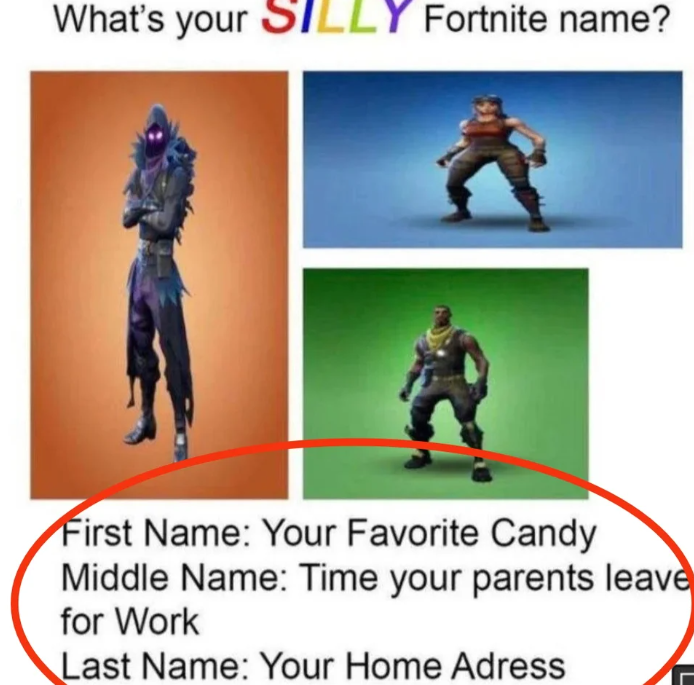 What's your SILLY Fortnite name?
First Name: Your Favorite Candy
Middle Name: Time your parents leave
for Work
Last Name: Your Home Adress